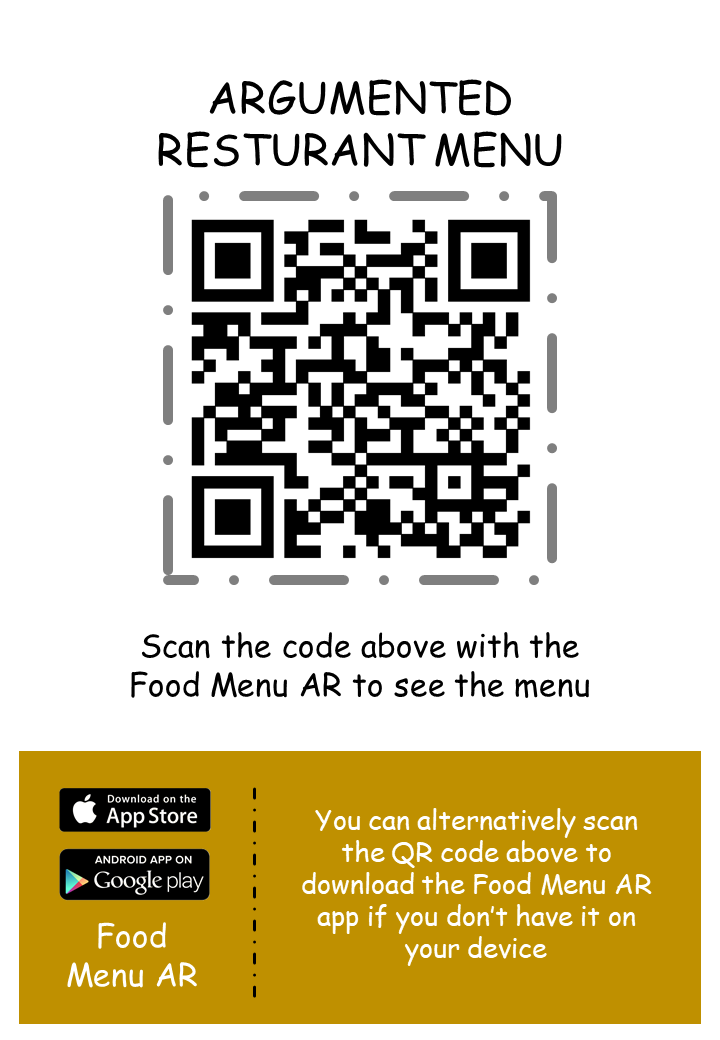 ARGUMENTED
RESTURANT MENU
Scan the code above with the
Food Menu AR to see the menu
Download on the
App Store
ANDROID APP ON
Google play
Food
Menu AR
You can alternatively scan
the QR code above to
download the Food Menu AR
app if you don't have it on
your device